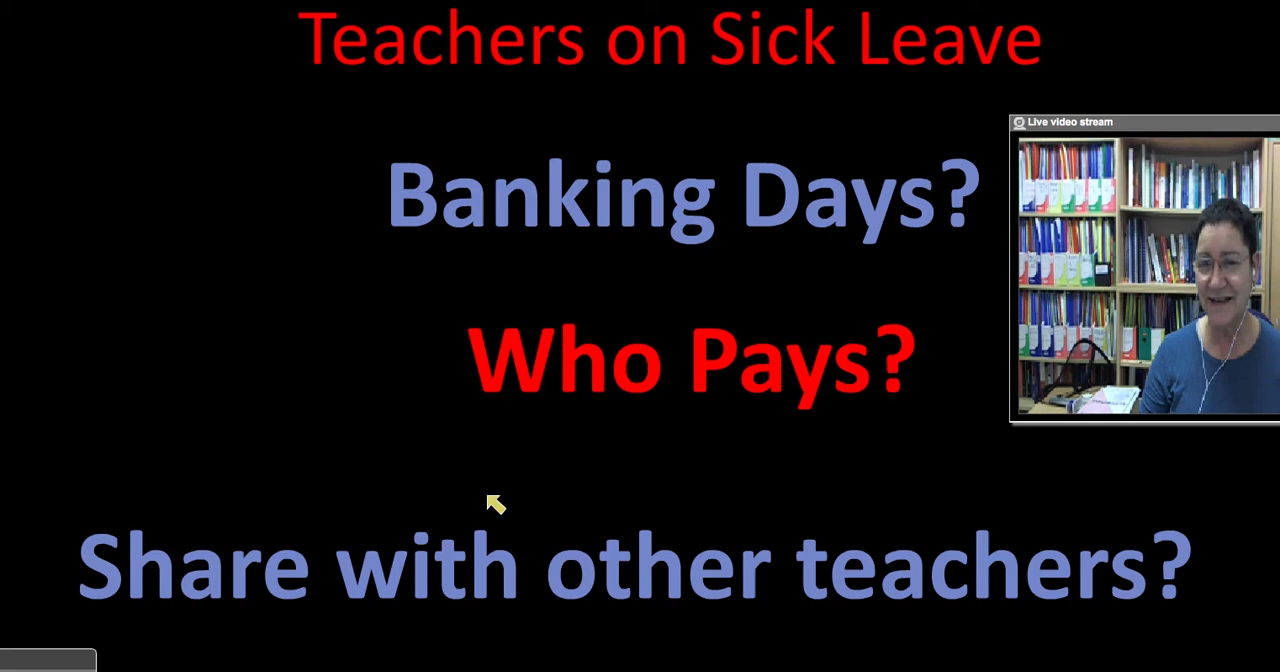 Teachers on Sick Leave
Live video stream
Banking Days?
Who Pays?
Share with other teachers?